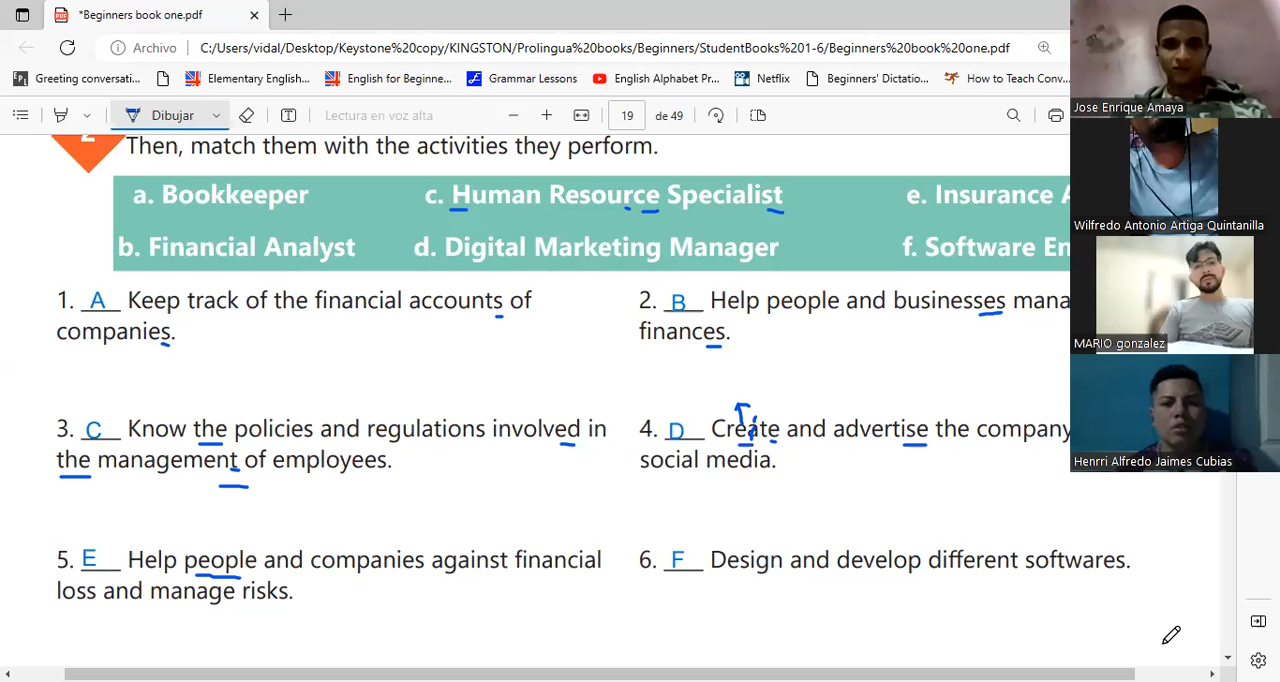 *Beginners book one.pdf
Archivo C:/Users/vidal/Desktop/Keystone%20copy/KINGSTON/Prolingua%20books/Beginners/StudentBooks%201-6/Beginners%20book%20one.pdf
Greeting conversati... Elementary English... English for Beginne... Grammar Lessons English Alphabet Pr... Netflix Beginners' Dictatio... How to Teach Conv...
Dibujar Lectura en voz alta 19 de 49
2 Then, match them with the activities they perform.
a. Bookkeeper c. Human Resource Specialist e. Insurance A
b. Financial Analyst d. Digital Marketing Manager f. Software En
1. A Keep track of the financial accounts of
companies.
2. B Help people and businesses mana
finances.
3. C Know the policies and regulations involved in
the management of employees.
4. D Create and advertise the company
social media.
5. E Help people and companies against financial
loss and manage risks.
6. F Design and develop different softwares.
Jose Enrique Amaya
Wilfredo Antonio Artiga Quintanilla
MARIO gonzalez
Henrri Alfredo Jaimes Cubias